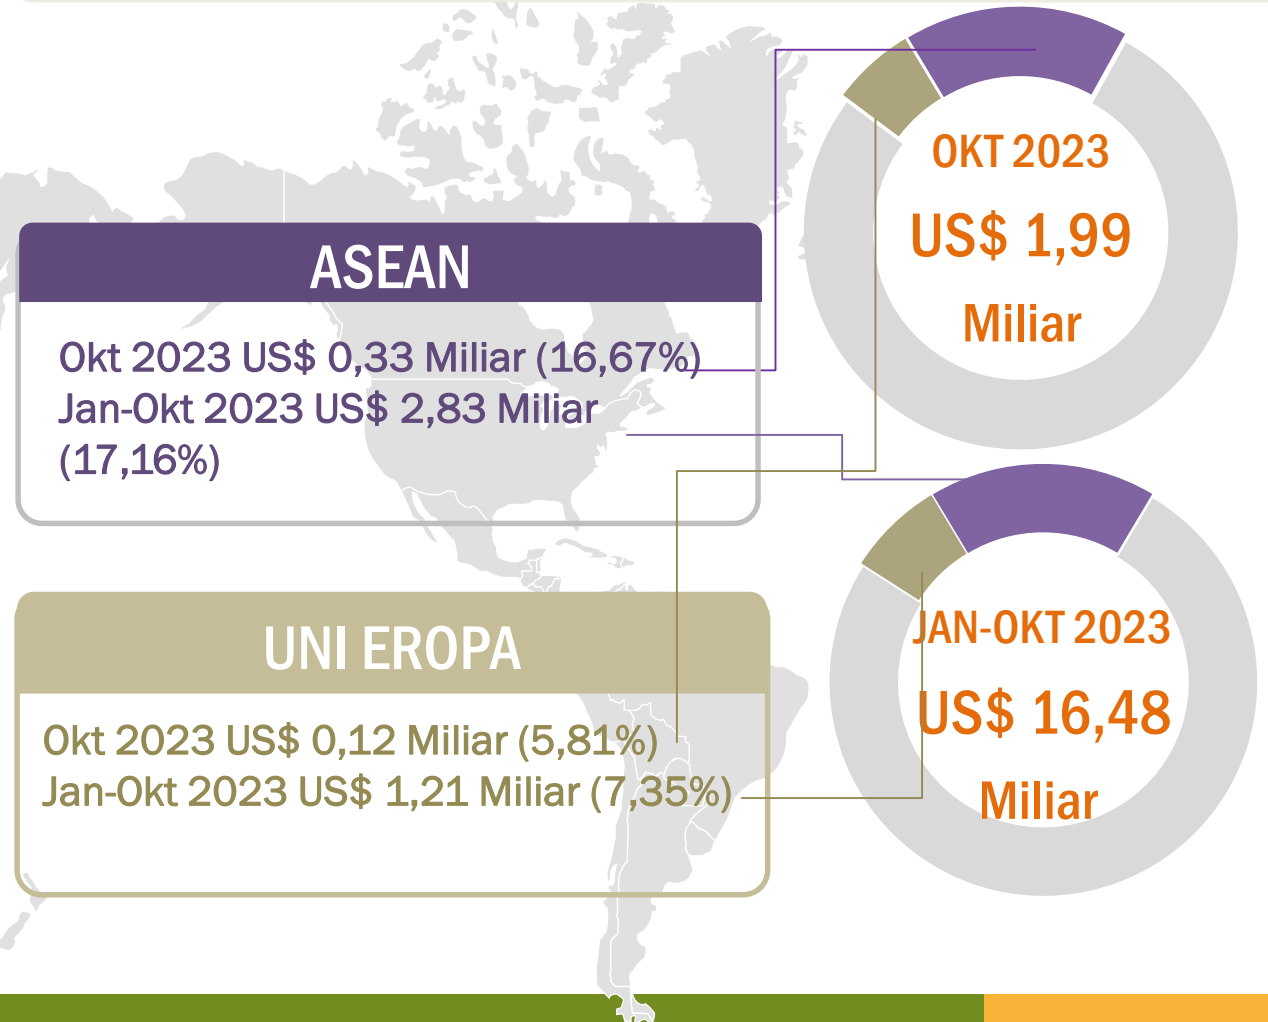 ASEAN
Okt 2023 US$ 0,33 Miliar (16,67%)
Jan-Okt 2023 US$ 2,83 Miliar
(17,16%)
UNI EROPA
Okt 2023 US$ 0,12 Miliar (5,81%)
Jan-Okt 2023 US$ 1,21 Miliar (7,35%)
OKT 2023
US$ 1,99
Miliar
JAN-OKT 2023
US$ 16,48
Miliar